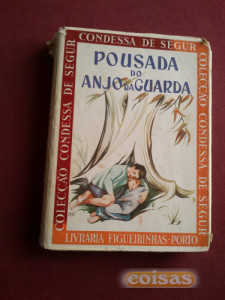 CONDESSA DE SEGUR
POUSADA
DO
ANJO DA GUARDA
COLECÇÃO CONDESSA DE SEGUR
COLECÇÃO CONDESSA DE SEGUR
LIVRARIA FIGUEIRINHAS-PORTO
coisas